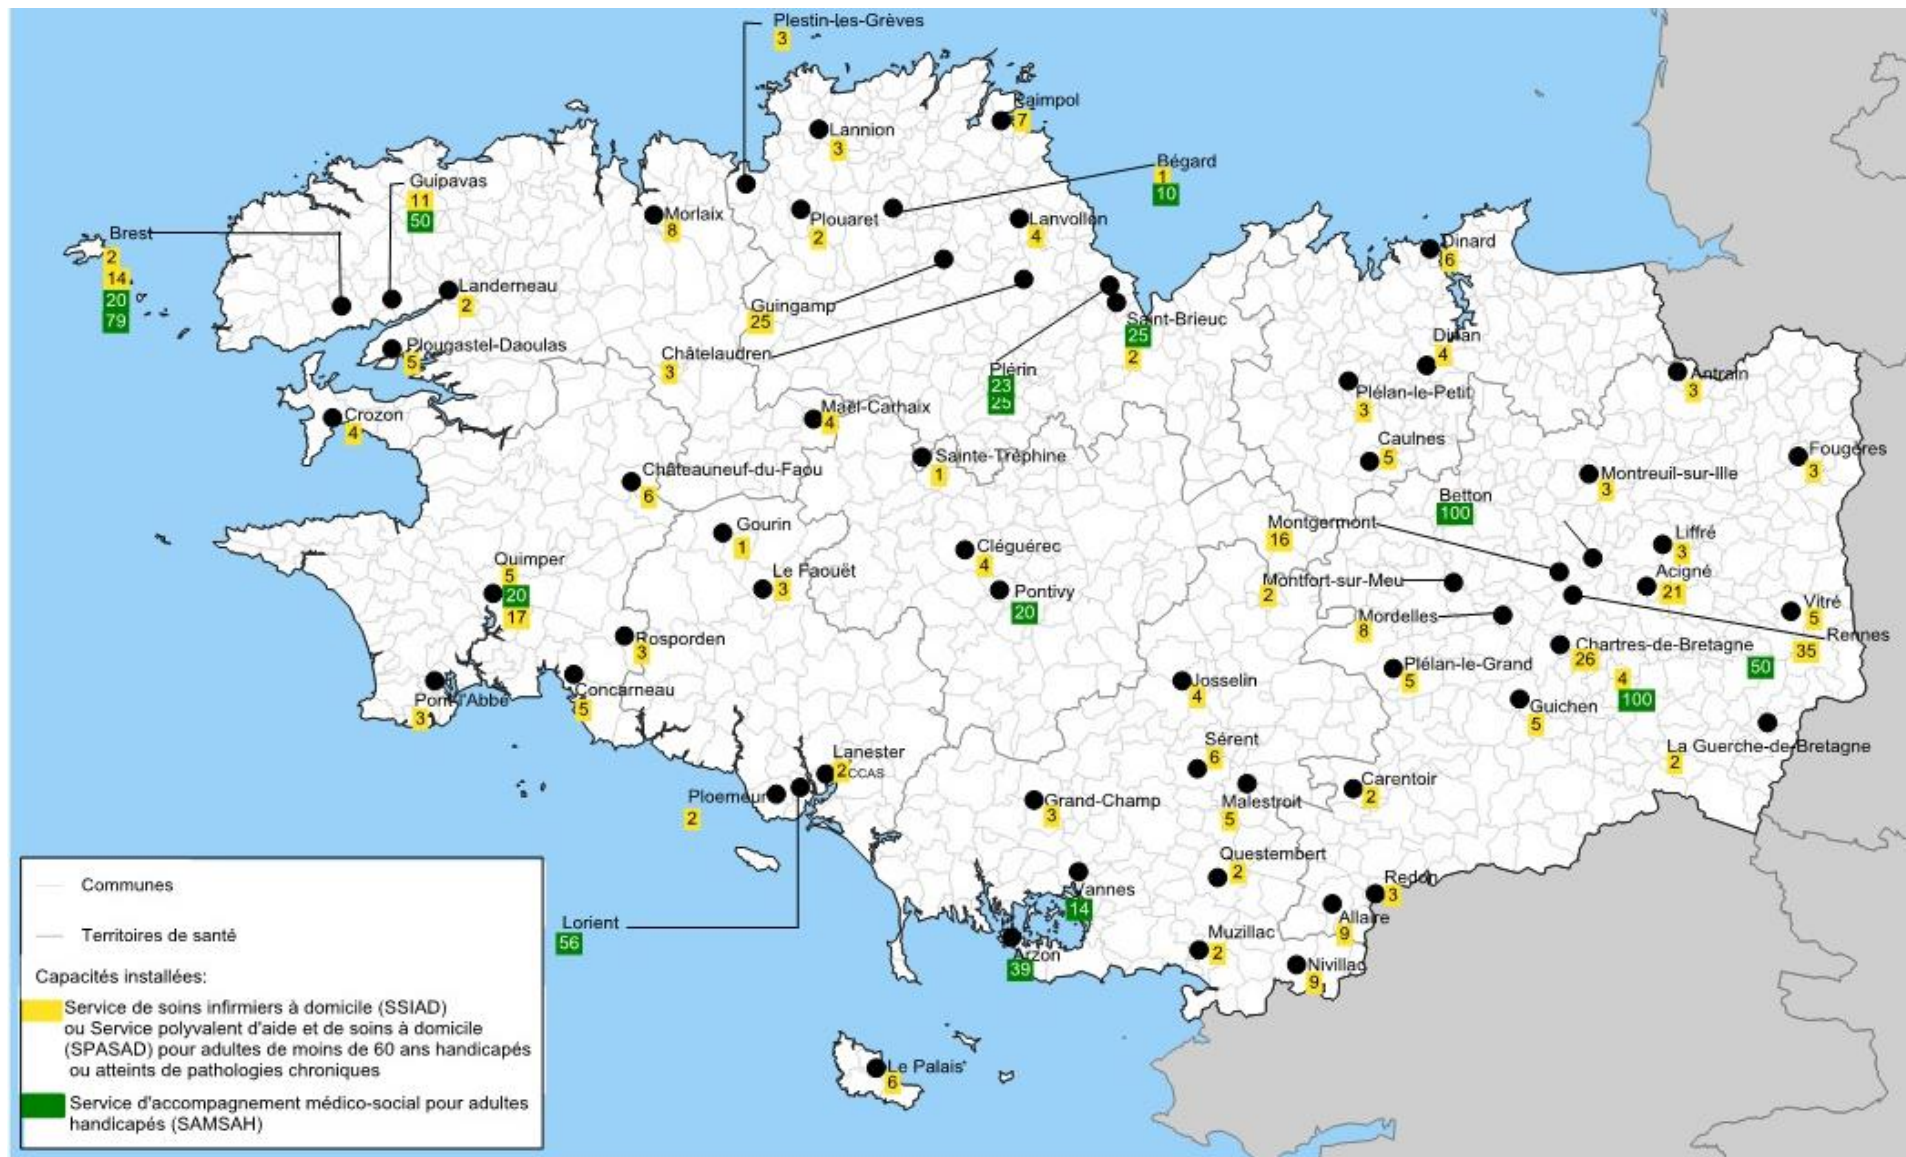 Plestin-les-Grèves
3
Paimpol
7
Lannion
3
Bégard
1
10
Guipavas
11
50
Morlaix
8
Plouaret
2
Lanvollon
4
Brest
2
14
20
79
Dinard
6
Landerneau
2
Guingamp
25
Saint-Brieuc
25
2
Dinan
4
Plougastel-Daoulas
5
Châtelaudren
3
Plérin
23
25
Antrain
3
Plélan-le-Petit
3
Crozon
4
Maël-Carhaix
4
Caulnes
5
Fougères
3
Sainte-Tréphine
1
Châteauneuf-du-Faou
6
Montreuil-sur-Ille
3
Betton
100
Gourin
1
Montgermont
16
Liffré
3
Cléguérec
4
Quimper
5
20
17
Le Faouët
3
Pontivy
20
Montfort-sur-Meu
2
Acigné
21
Vitré
5
Mordelles
8
Rennes
35
50
4
100
Rosporden
3
Chartres-de-Bretagne
26
Plélan-le-Grand
5
Josselin
4
Concarneau
5
Pont-l'Abbé
3
Guichen
5
La Guerche-de-Bretagne
2
Sérent
6
Lanester
2 CCAS
Ploemeur
2
Grand-Champ
3
Malestroit
5
Carentoir
2
Questembert
2
Redon
3
Vannes
14
Allaire
9
Lorient
56
Muzillac
2
Arzon
39
Nivillac
9
Le Palais
6
Communes
Territoires de santé
Capacités installées:
Service de soins infirmiers à domicile (SSIAD)
ou Service polyvalent d'aide et de soins à domicile
(SPASAD) pour adultes de moins de 60 ans handicapés
ou atteints de pathologies chroniques
Service d'accompagnement médico-social pour adultes
handicapés (SAMSAH)